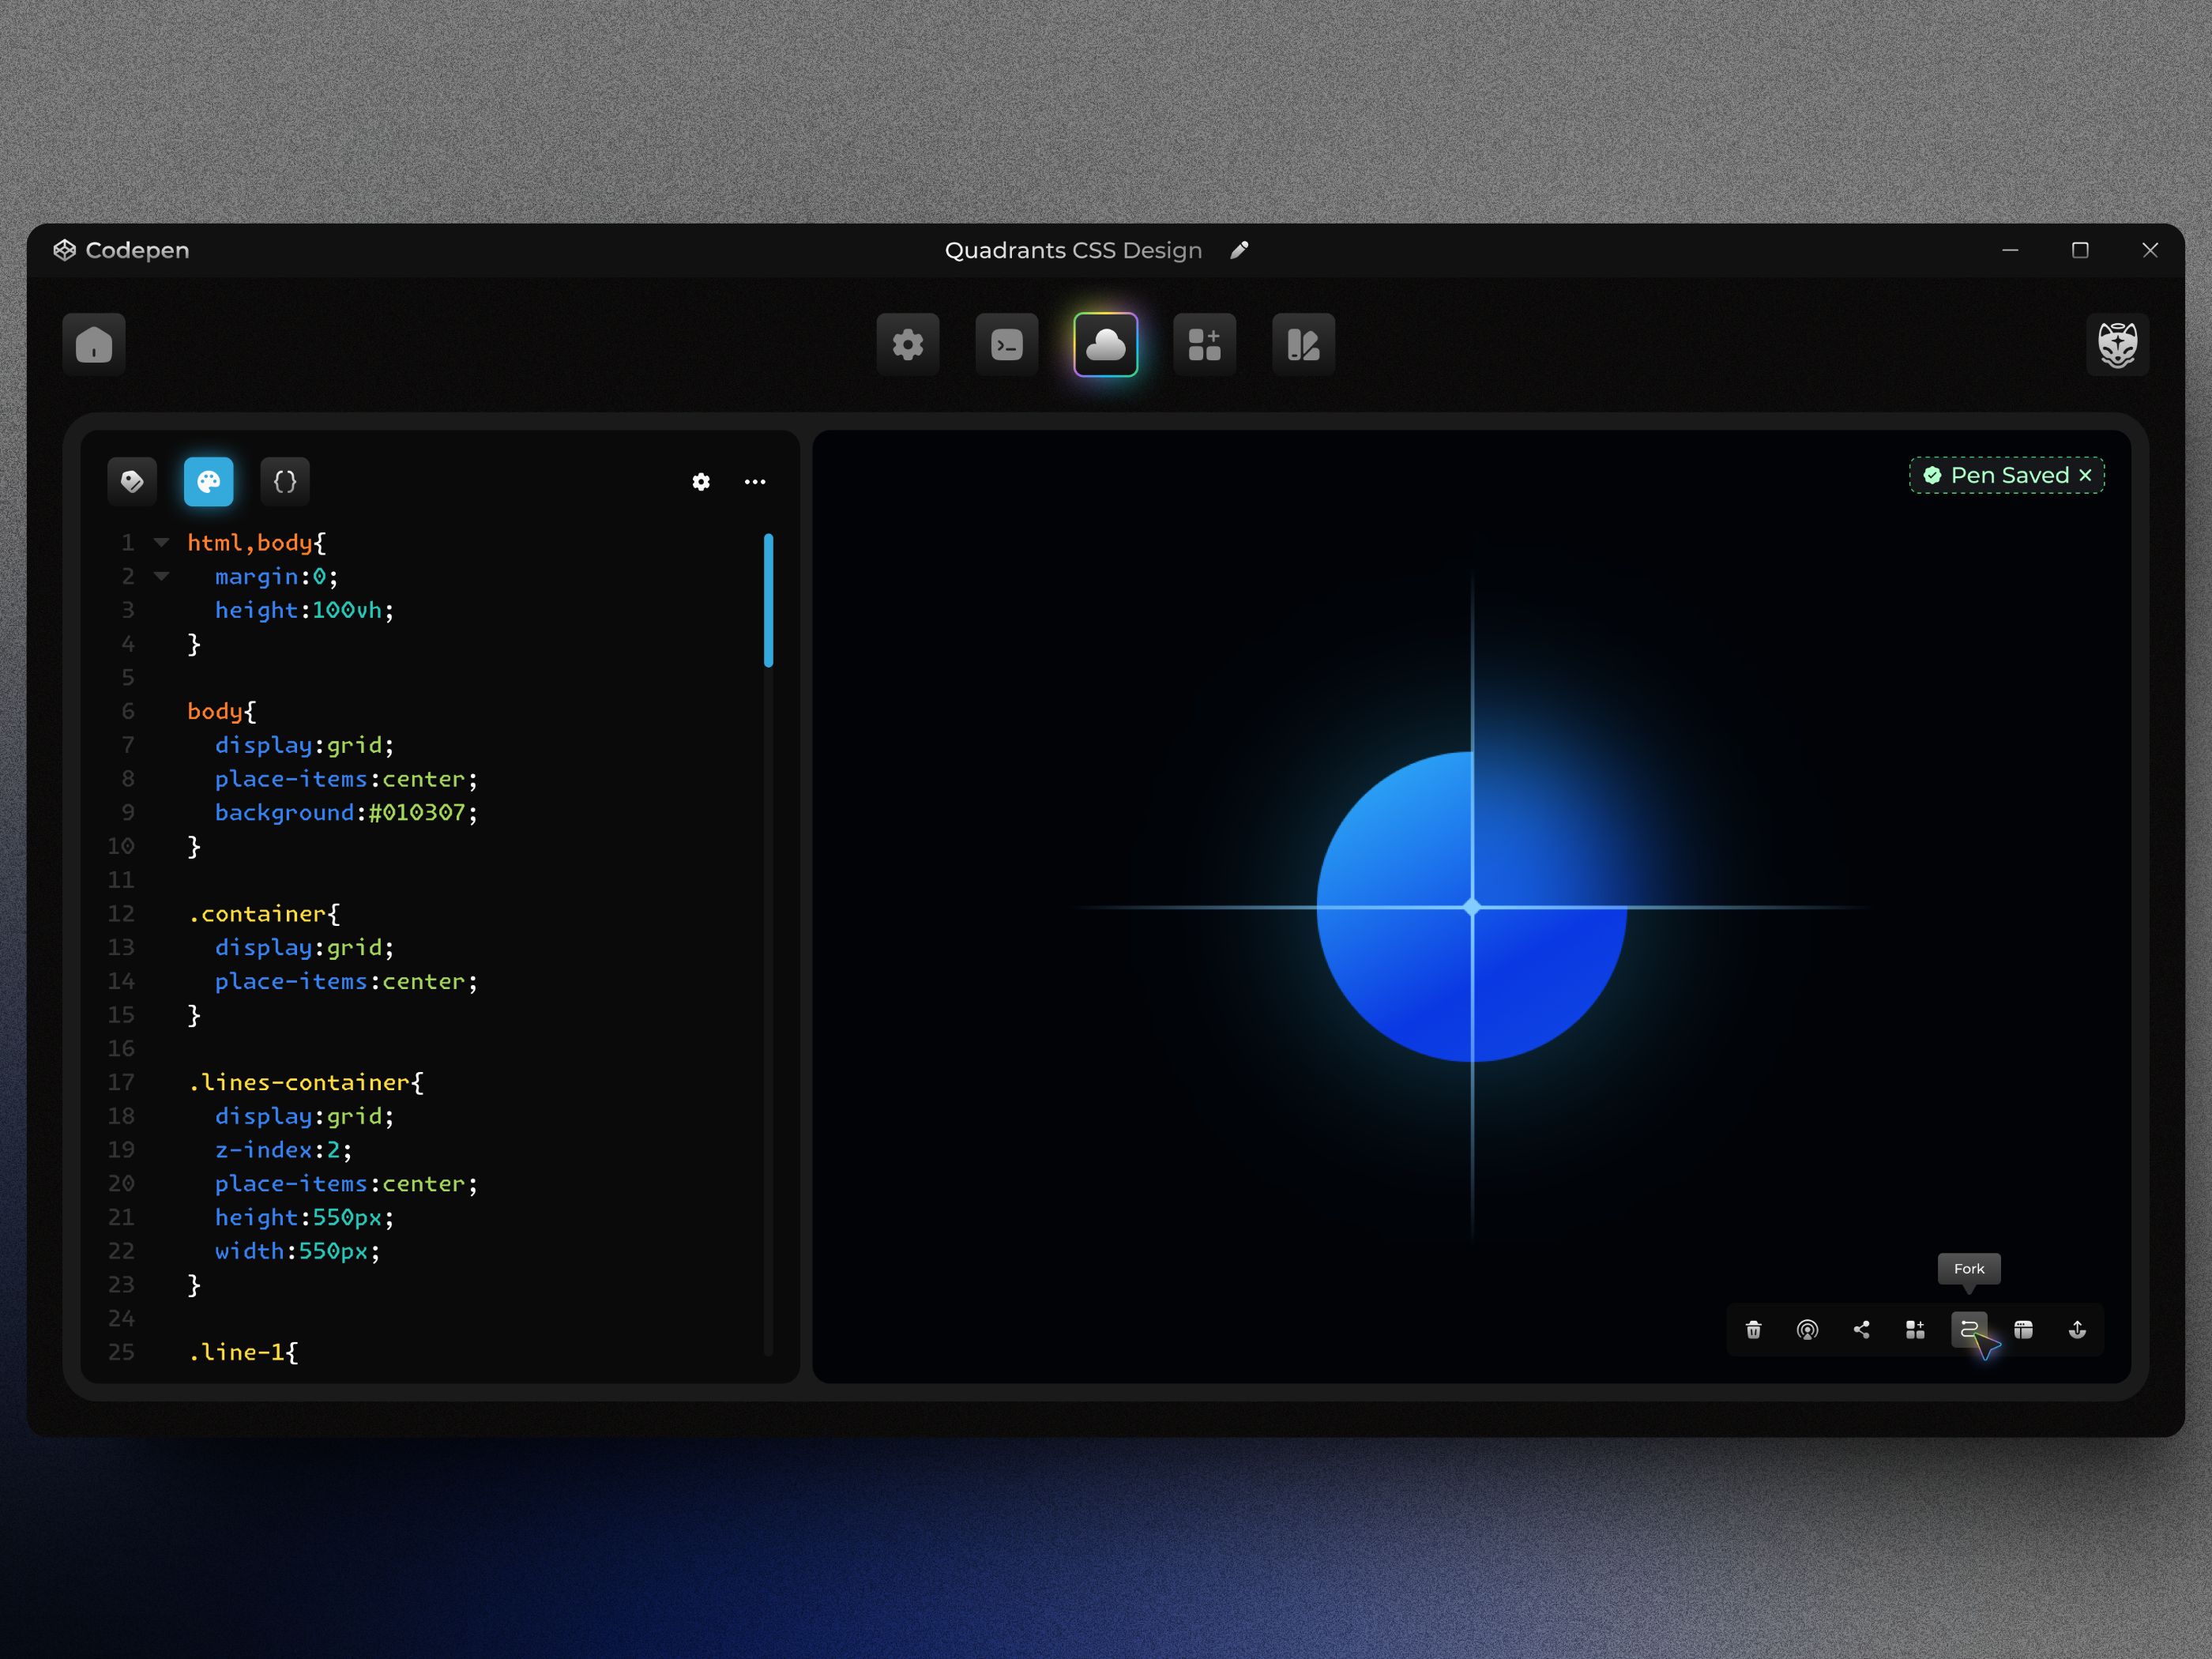 Codepen
Quadrants CSS Design
Pen Saved
1 html,body{
2 margin:0;
3 height:100vh;
4 }
5
6 body{
7 display:grid;
8 place-items:center;
9 background:#010307;
10 }
11
12 .container{
13 display:grid;
14 place-items:center;
15 }
16
17 .lines-container{
18 display:grid;
19 z-index:2;
20 place-items:center;
21 height:550px;
22 width:550px;
23 }
24
25 .line-1{
Fork